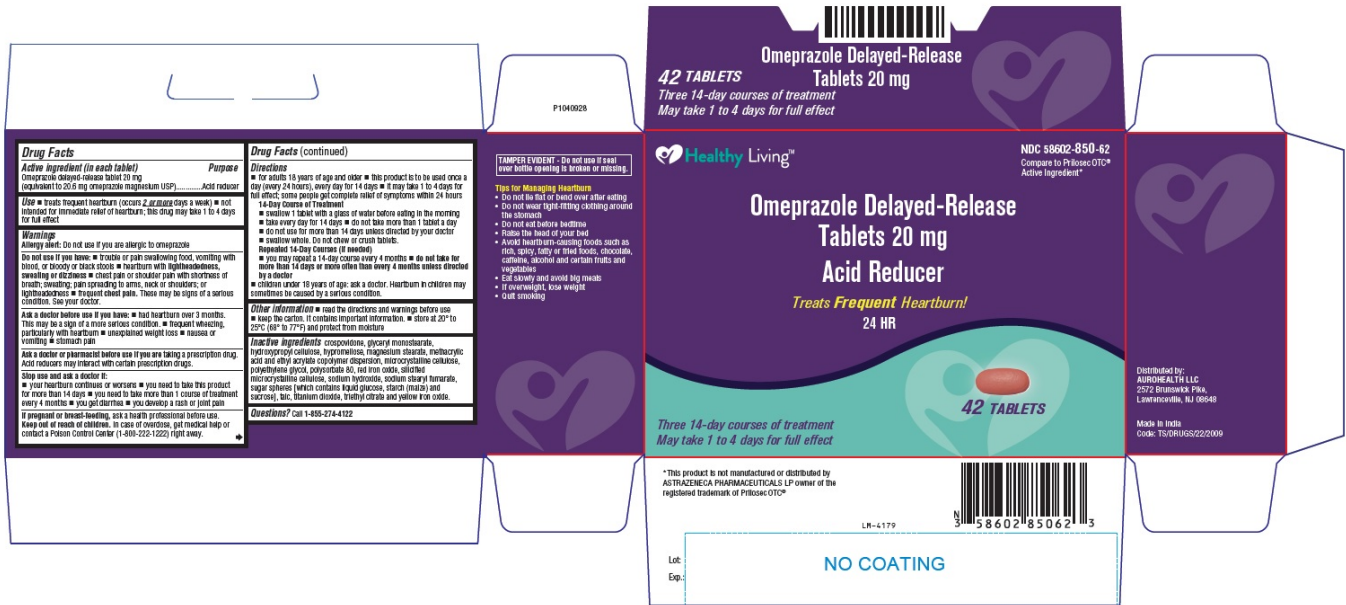 Drug Facts
Active ingredient (in each tablet) Purpose
Omeprazole delayed-release tablet 20 mg
(equivalent to 20.6 mg omeprazole magnesium USP).............Acid reducer
Use ■ treats frequent heartburn (occurs 2 or more days a week) ■ not
intended for immediate relief of heartburn; this drug may take 1 to 4 days
for full effect
Warnings
Allergy alert: Do not use if you are allergic to omeprazole
Do not use if you have: ■ trouble or pain swallowing food, vomiting with
blood, or bloody or black stools ■ heartburn with lightheadedness,
sweating or dizziness ■ chest pain or shoulder pain with shortness of
breath; sweating; pain spreading to arms, neck or shoulders; or
lightheadedness ■ frequent chest pain. These may be signs of a serious
condition. See your doctor.
Ask a doctor before use if you have: ■ had heartburn over 3 months.
This may be a sign of a more serious condition. ■ frequent wheezing,
particularly with heartburn ■ unexplained weight loss ■ nausea or
vomiting ■ stomach pain
Ask a doctor or pharmacist before use if you are taking a prescription drug.
Acid reducers may interact with certain prescription drugs.
Stop use and ask a doctor if:
■ your heartburn continues or worsens ■ you need to take this product
for more than 14 days ■ you need to take more than 1 course of treatment
every 4 months ■ you get diarrhea ■ you develop a rash or joint pain
If pregnant or breast-feeding, ask a health professional before use.
Keep out of reach of children. In case of overdose, get medical help or
contact a Poison Control Center (1-800-222-1222) right away.
Drug Facts (continued)
Directions
■ for adults 18 years of age and older ■ this product is to be used once a
day (every 24 hours), every day for 14 days ■ it may take 1 to 4 days for
full effect; some people get complete relief of symptoms within 24 hours
14-Day Course of Treatment
■ swallow 1 tablet with a glass of water before eating in the morning
■ take every day for 14 days ■ do not take more than 1 tablet a day
■ do not use for more than 14 days unless directed by your doctor
■ swallow whole. Do not chew or crush tablets.
Repeated 14-Day Courses (if needed)
■ you may repeat a 14-day course every 4 months ■ do not take for
more than 14 days or more often than every 4 months unless directed
by a doctor
■ children under 18 years of age: ask a doctor. Heartburn in children may
sometimes be caused by a serious condition.
Other information ■ read the directions and warnings before use
■ keep the carton. It contains important information. ■ store at 20° to
25°C (68° to 77°F) and protect from moisture
Inactive ingredients crospovidone, glyceryl monostearate,
hydroxypropyl cellulose, hypromellose, magnesium stearate, methacrylic
acid and ethyl acrylate copolymer dispersion, microcrystalline cellulose,
polyethylene glycol, polysorbate 80, red iron oxide, silicified
microcrystalline cellulose, sodium hydroxide, sodium stearyl fumarate,
sugar spheres [which contains liquid glucose, starch (maize) and
sucrose], talc, titanium dioxide, triethyl citrate and yellow iron oxide.
Questions? Call 1-855-274-4122
P1040928
TAMPER EVIDENT - Do not use if seal
over bottle opening is broken or missing.
Tips for Managing Heartburn
• Do not lie flat or bend over after eating
• Do not wear tight-fitting clothing around
the stomach
• Do not eat before bedtime
• Raise the head of your bed
• Avoid heartburn-causing foods such as
rich, spicy, fatty or fried foods, chocolate,
caffeine, alcohol and certain fruits and
vegetables
• Eat slowly and avoid big meals
• If overweight, lose weight
• Quit smoking
Omeprazole Delayed-Release
Tablets 20 mg
42 TABLETS
Three 14-day courses of treatment
May take 1 to 4 days for full effect
Healthy Living™
NDC 58602-850-62
Compare to Prilosec OTC®
Active Ingredient*
Omeprazole Delayed-Release
Tablets 20 mg
Acid Reducer
Treats Frequent Heartburn!
24 HR
42 TABLETS
Three 14-day courses of treatment
May take 1 to 4 days for full effect
*This product is not manufactured or distributed by
ASTRAZENECA PHARMACEUTICALS LP owner of the
registered trademark of Prilosec OTC®
LM-4179
N
3 58602 85062 3
Lot:
Exp.:
NO COATING
Distributed by:
AUROHEALTH LLC
2572 Brunswick Pike,
Lawrenceville, NJ 08648
Made in India
Code: TS/DRUGS/22/2009